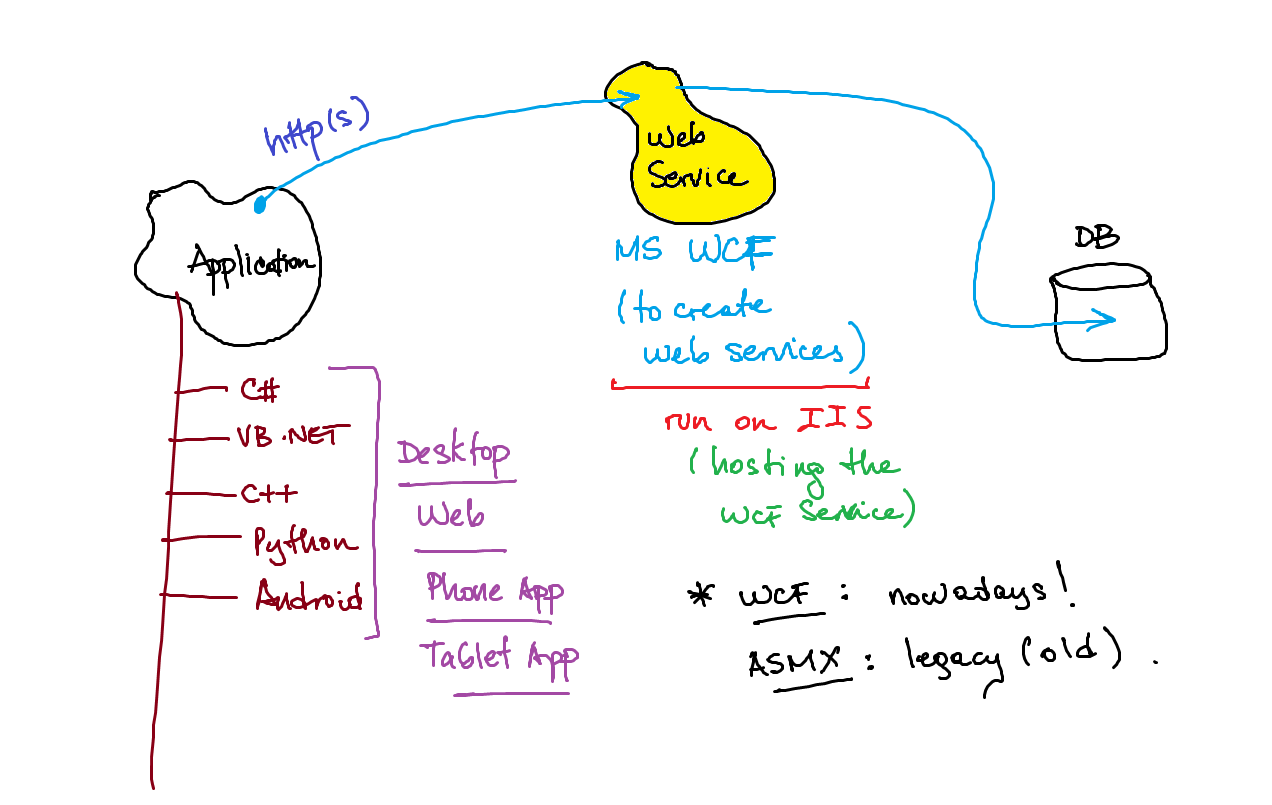 http(s)
Web
Service
Application
MS WCF
(to create
web services)
DB
run on IIS
(hosting the
WCF Service)
C#
VB.NET
C++
Python
Android
Desktop
Web
Phone App
Tablet App
* WCF : nowadays!
ASMX : legacy (old) .